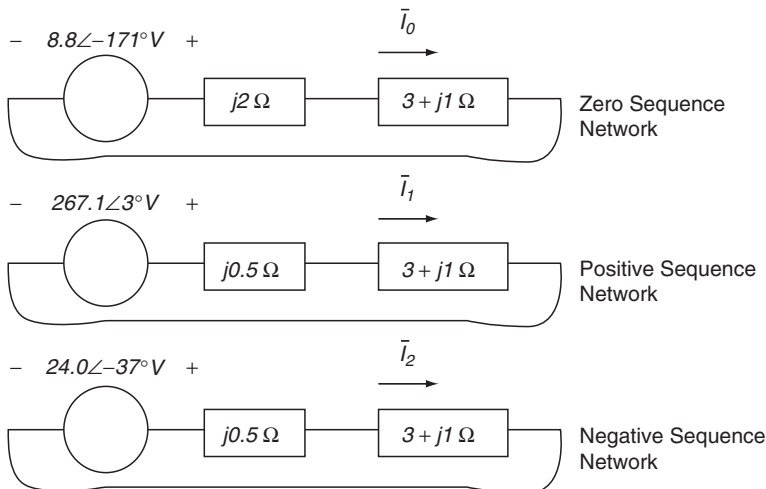 − 8.8∠−171°V + Ī₀
j2 Ω 3 + j1 Ω Zero Sequence
Network
− 267.1∠3°V + Ī₁
j0.5 Ω 3 + j1 Ω Positive Sequence
Network
− 24.0∠−37°V + Ī₂
j0.5 Ω 3 + j1 Ω Negative Sequence
Network